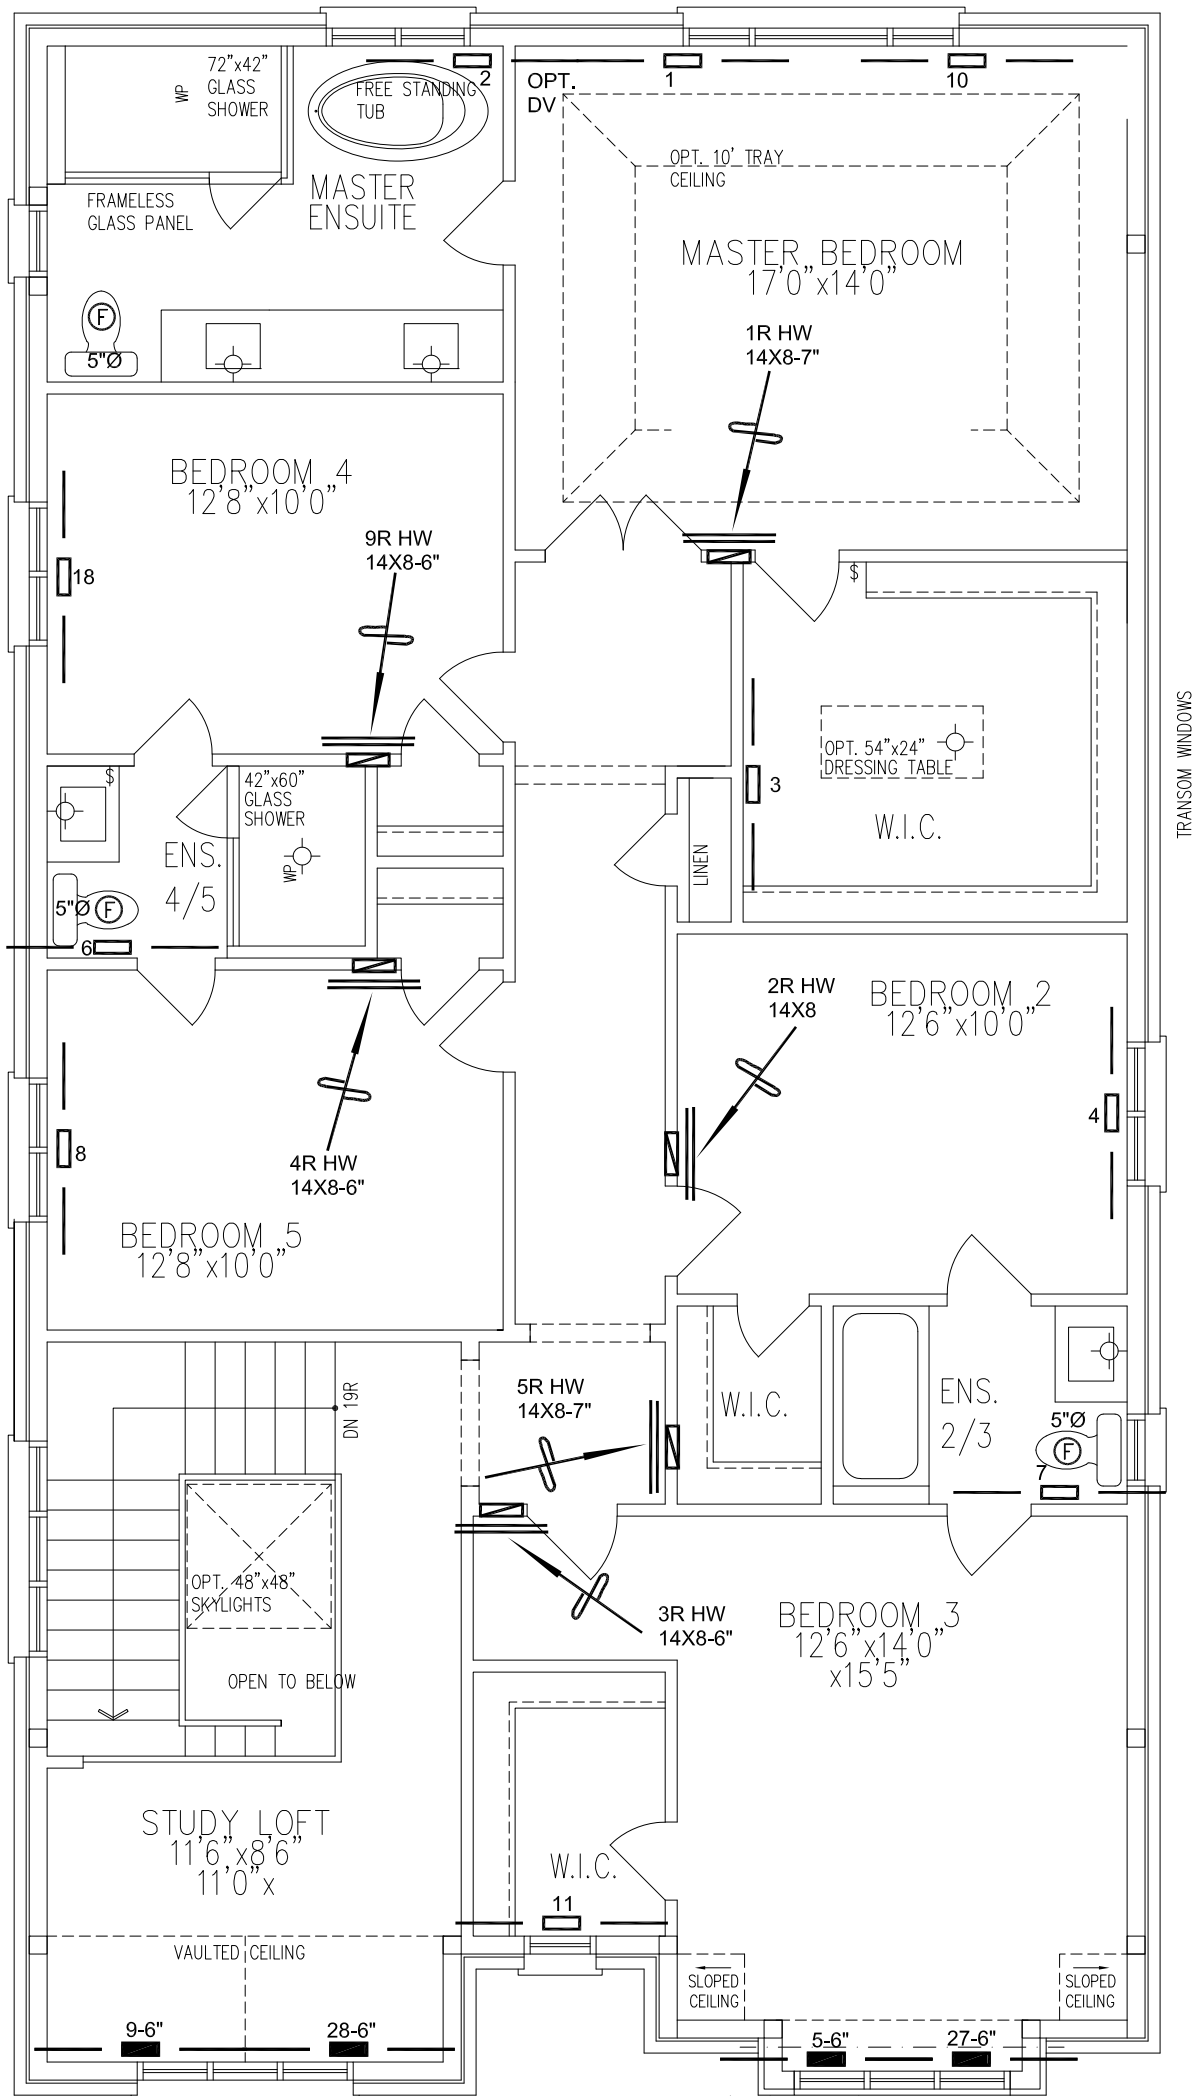 72"x42"
GLASS
SHOWER
WP
2
FREE STANDING
TUB
OPT.
DV
1
10
OPT. 10' TRAY
CEILING
FRAMELESS
GLASS PANEL
MASTER
ENSUITE
MASTER BEDROOM
17'0"x14'0"
F
5"Ø
1R HW
14X8-7"
BEDROOM 4
12'8"x10'0"
9R HW
14X8-6"
18
$
OPT. 54"x24"
DRESSING TABLE
3
W.I.C.
TRANSOM WINDOWS
$
42"x60"
GLASS
SHOWER
WP
ENS.
4/5
LINEN
5"Ø
F
6
2R HW
14X8
BEDROOM 2
12'6"x10'0"
4
8
4R HW
14X8-6"
BEDROOM 5
12'8"x10'0"
DN 19R
5R HW
14X8-7"
W.I.C.
ENS.
2/3
5"Ø
F
7
OPT. 48"x48"
SKYLIGHTS
3R HW
14X8-6"
BEDROOM 3
12'6"x14'0"
x15'5"
OPEN TO BELOW
STUDY LOFT
11'6"x8'6"
11'0"x
W.I.C.
11
VAULTED CEILING
SLOPED
CEILING
SLOPED
CEILING
9-6"
28-6"
5-6"
27-6"